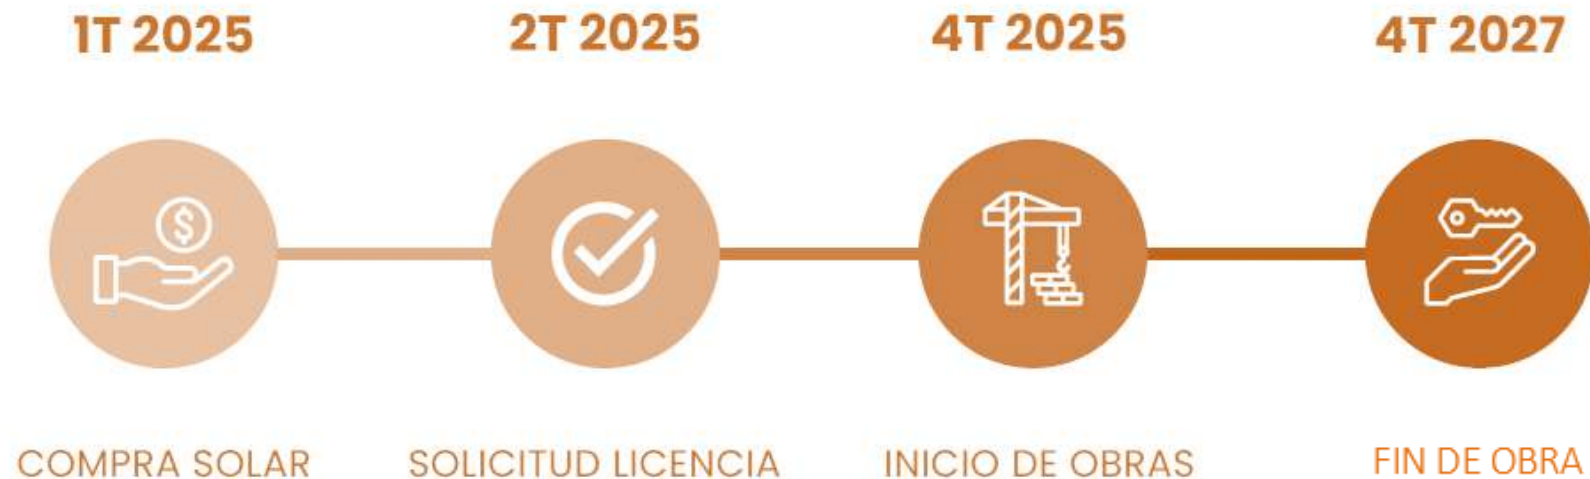 1T 2025
2T 2025
4T 2025
4T 2027
$
COMPRA SOLAR
SOLICITUD LICENCIA
INICIO DE OBRAS
FIN DE OBRA